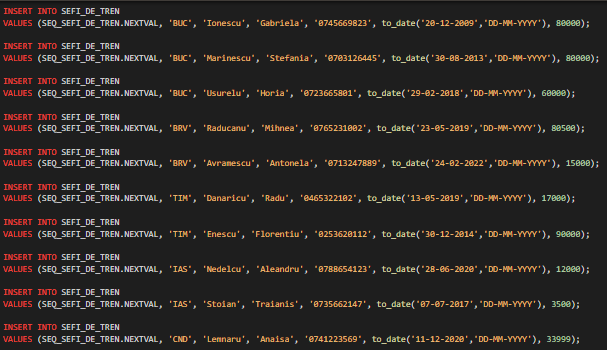 INSERT INTO SEFI_DE_TREN
VALUES (SEQ_SEFI_DE_TREN.NEXTVAL, 'BUC', 'Ionescu', 'Gabriela', '0745669823', to_date('20-12-2009','DD-MM-YYYY'), 80000);
INSERT INTO SEFI_DE_TREN
VALUES (SEQ_SEFI_DE_TREN.NEXTVAL, 'BUC', 'Marinescu', 'Stefania', '0703126445', to_date('30-08-2013','DD-MM-YYYY'), 80000);
INSERT INTO SEFI_DE_TREN
VALUES (SEQ_SEFI_DE_TREN.NEXTVAL, 'BUC', 'Usurelu', 'Horia', '0723665801', to_date('29-02-2018','DD-MM-YYYY'), 60000);
INSERT INTO SEFI_DE_TREN
VALUES (SEQ_SEFI_DE_TREN.NEXTVAL, 'BRV', 'Raducanu', 'Mihnea', '0765231002', to_date('23-05-2019','DD-MM-YYYY'), 80500);
INSERT INTO SEFI_DE_TREN
VALUES (SEQ_SEFI_DE_TREN.NEXTVAL, 'BRV', 'Avramescu', 'Antonela', '0713247889', to_date('24-02-2022','DD-MM-YYYY'), 15000);
INSERT INTO SEFI_DE_TREN
VALUES (SEQ_SEFI_DE_TREN.NEXTVAL, 'TIM', 'Danaricu', 'Radu', '0465322102', to_date('13-05-2019','DD-MM-YYYY'), 17000);
INSERT INTO SEFI_DE_TREN
VALUES (SEQ_SEFI_DE_TREN.NEXTVAL, 'TIM', 'Enescu', 'Florentiu', '0253620112', to_date('30-12-2014','DD-MM-YYYY'), 90000);
INSERT INTO SEFI_DE_TREN
VALUES (SEQ_SEFI_DE_TREN.NEXTVAL, 'IAS', 'Nedelcu', 'Aleandru', '0788654123', to_date('28-06-2020','DD-MM-YYYY'), 12000);
INSERT INTO SEFI_DE_TREN
VALUES (SEQ_SEFI_DE_TREN.NEXTVAL, 'IAS', 'Stoian', 'Traianis', '0735662147', to_date('07-07-2017','DD-MM-YYYY'), 3500);
INSERT INTO SEFI_DE_TREN
VALUES (SEQ_SEFI_DE_TREN.NEXTVAL, 'CND', 'Lemnaru', 'Anaisa', '0741223569', to_date('11-12-2020','DD-MM-YYYY'), 33999);